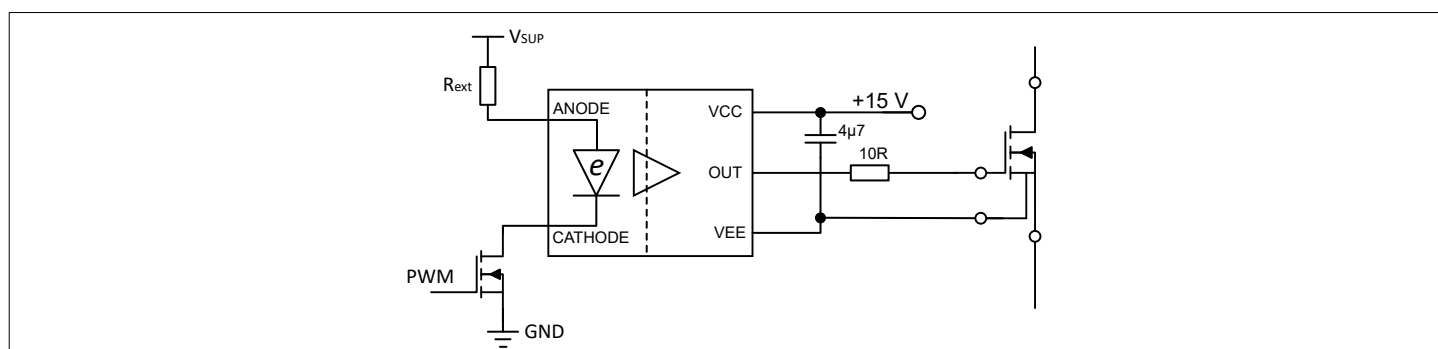 VSUP
Rext
ANODE
VCC
+15 V
4µ7
10R
e
OUT
CATHODE
VEE
PWM
GND